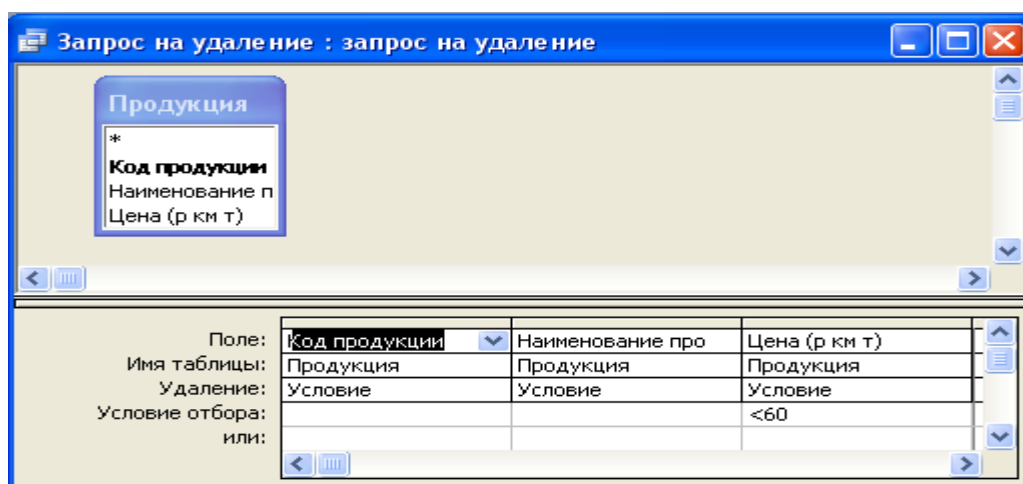 Запрос на удаление : запрос на удаление
Продукция
*
Код продукции
Наименование п
Цена (р км т)
Поле: Код продукции Наименование про Цена (р км т)
Имя таблицы: Продукция Продукция Продукция
Удаление: Условие Условие Условие
Условие отбора: <60
или: